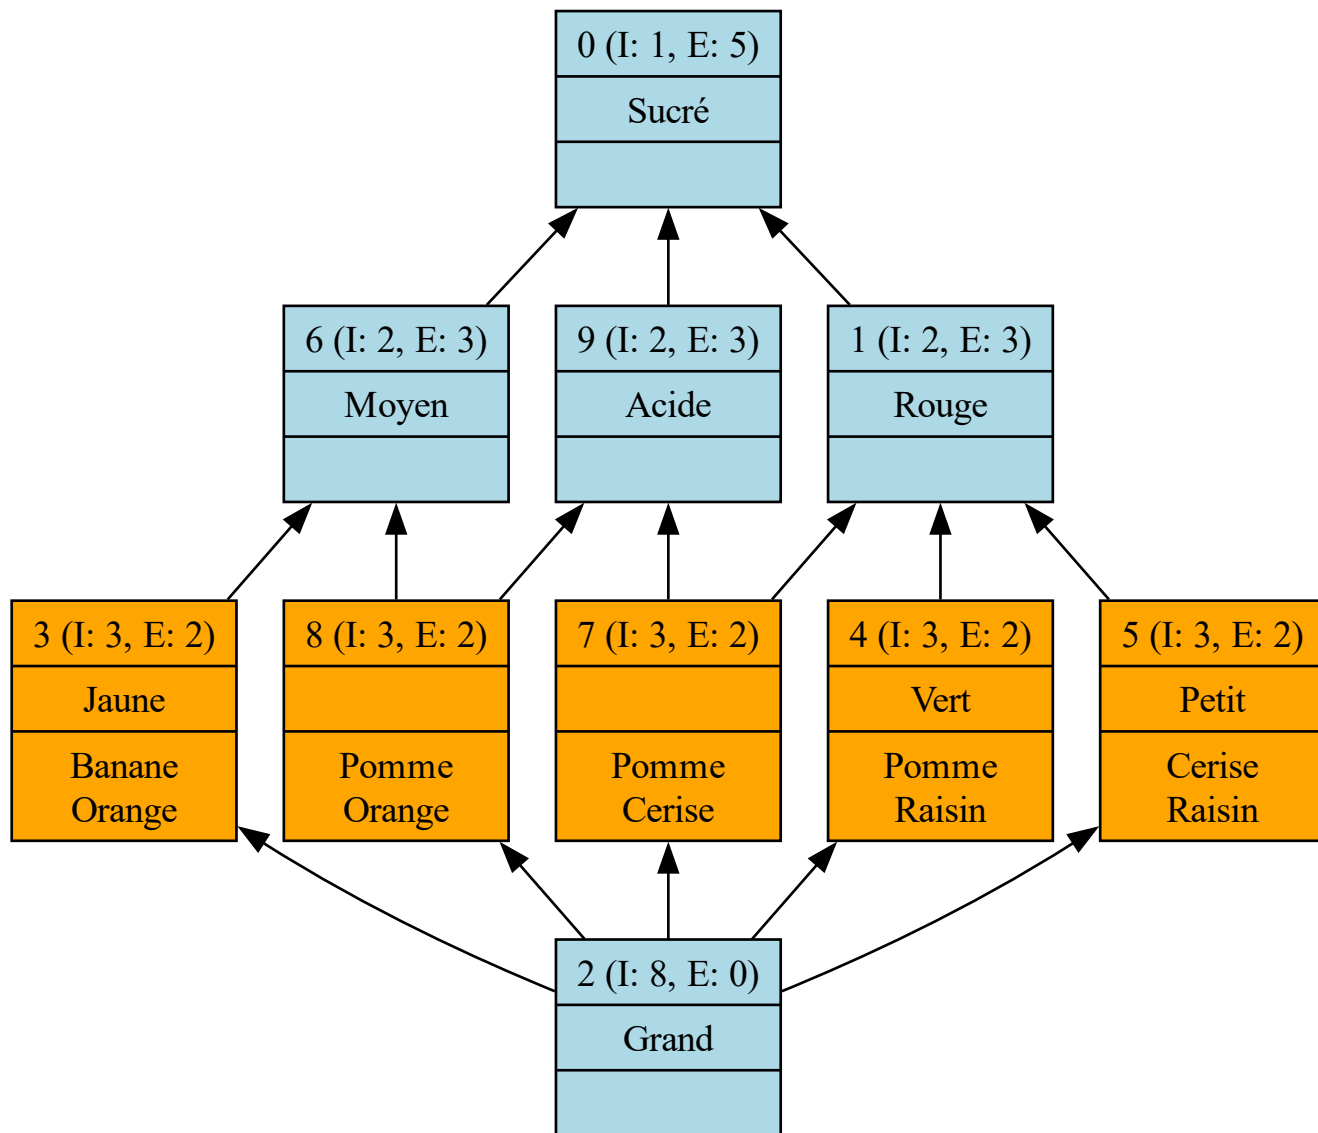 0 (I: 1, E: 5)
Sucré
6 (I: 2, E: 3)
Moyen
9 (I: 2, E: 3)
Acide
1 (I: 2, E: 3)
Rouge
3 (I: 3, E: 2)
Jaune
Banane
Orange
8 (I: 3, E: 2)
Pomme
Orange
7 (I: 3, E: 2)
Pomme
Cerise
4 (I: 3, E: 2)
Vert
Pomme
Raisin
5 (I: 3, E: 2)
Petit
Cerise
Raisin
2 (I: 8, E: 0)
Grand